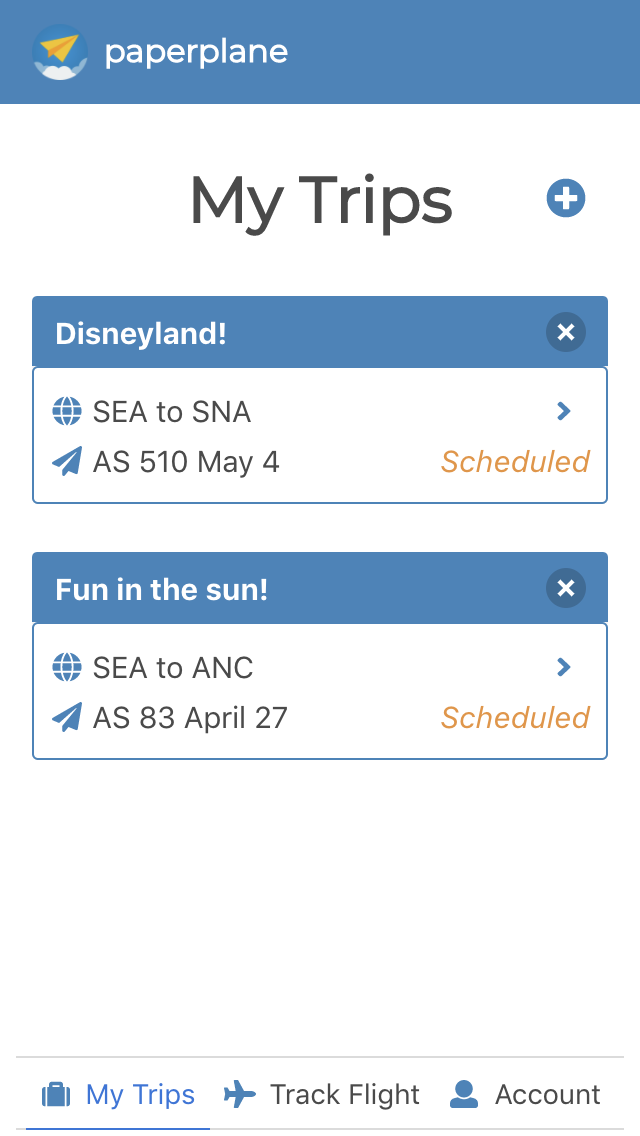 paperplane
My Trips
Disneyland!
SEA to SNA
AS 510 May 4 Scheduled
Fun in the sun!
SEA to ANC
AS 83 April 27 Scheduled
My Trips Track Flight Account